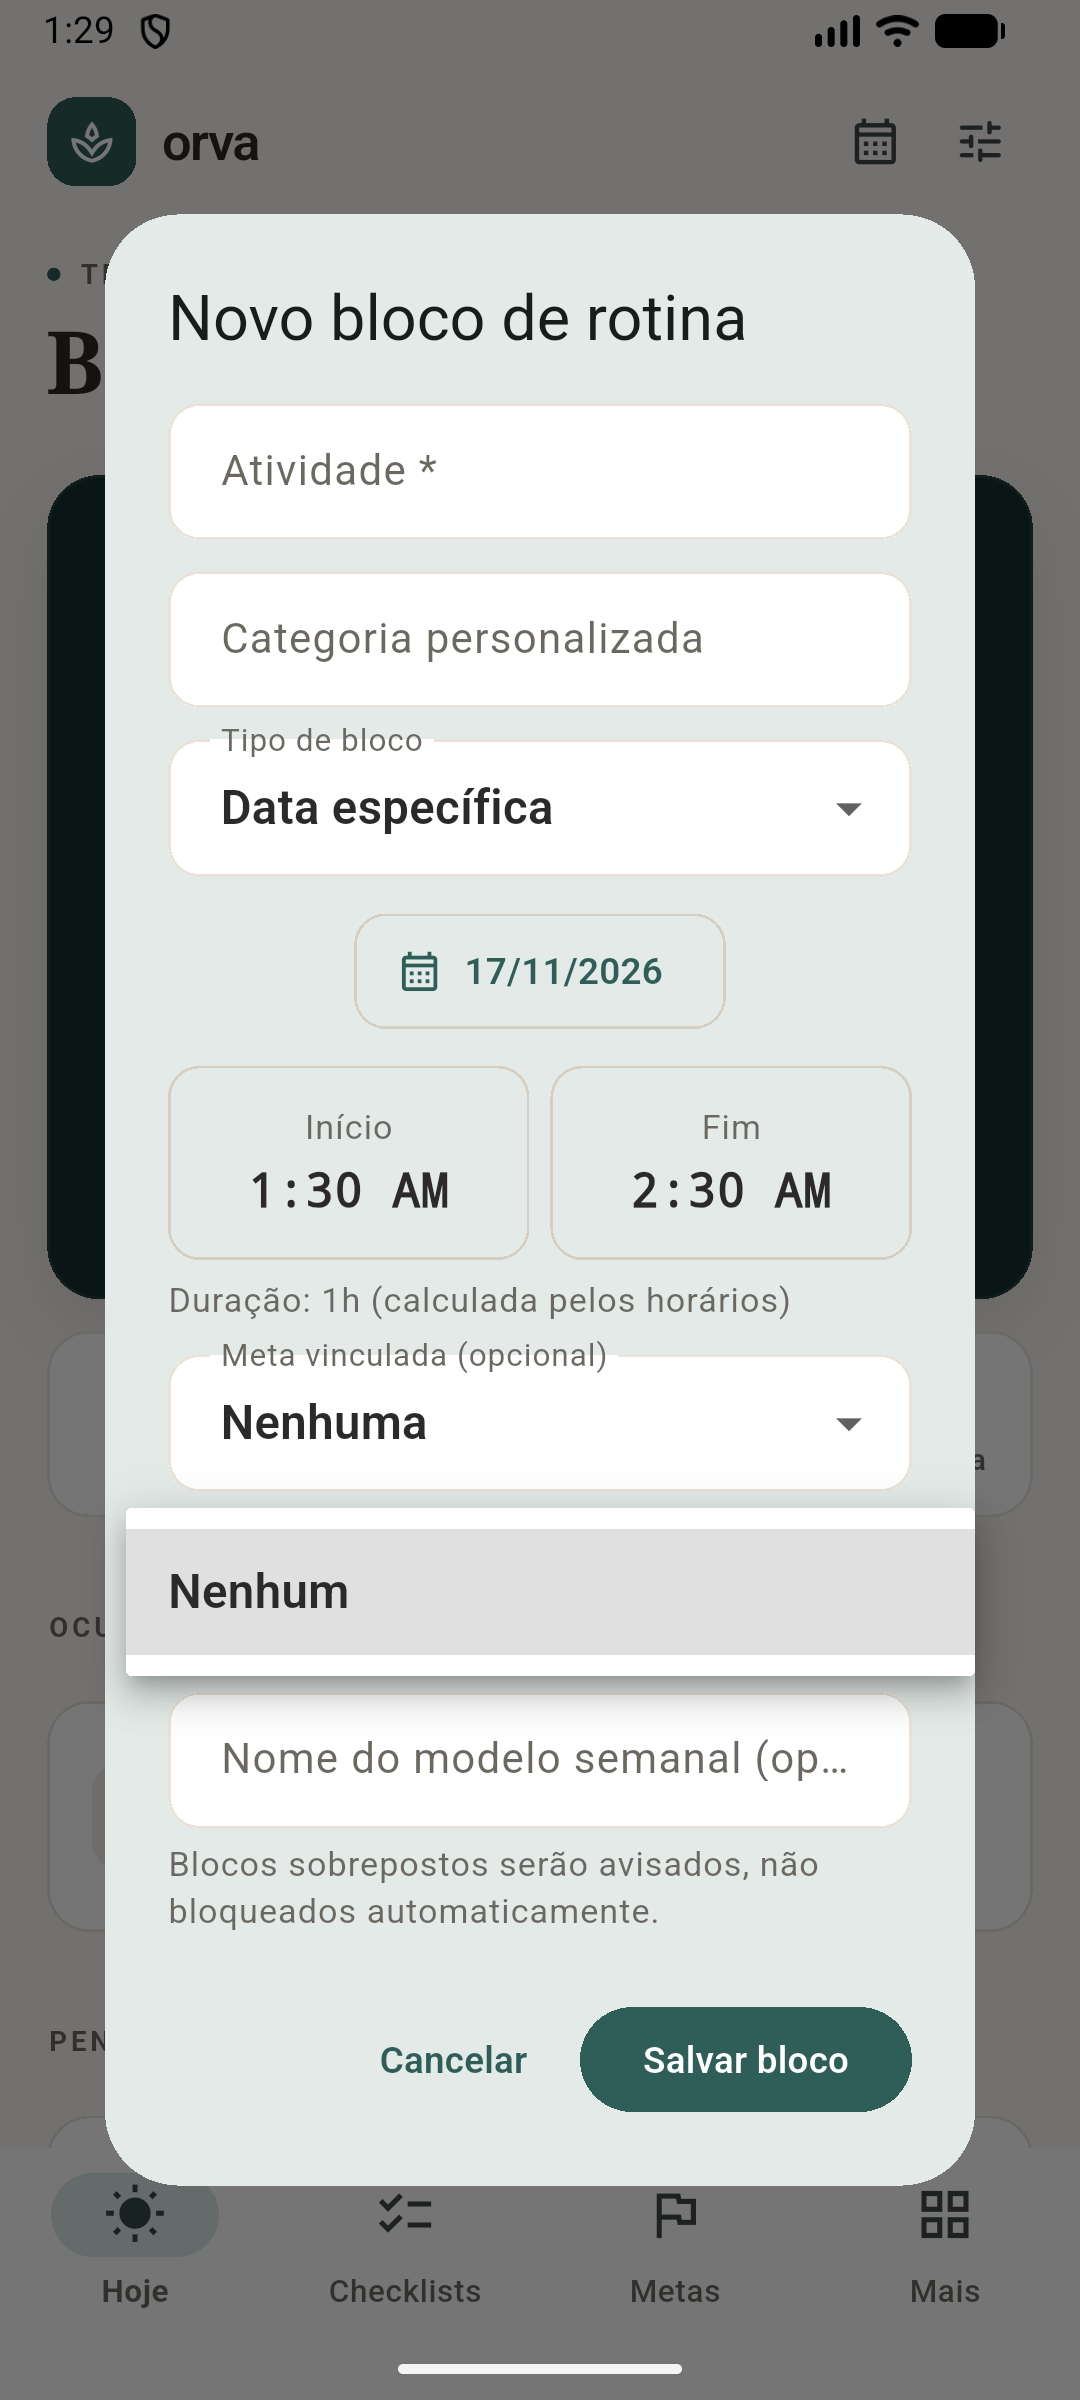 1:29
orva
B
Novo bloco de rotina
Atividade *
Categoria personalizada
Tipo de bloco
Data específica
17/11/2026
Início
1:30 AM
Fim
2:30 AM
Duração: 1h (calculada pelos horários)
Meta vinculada (opcional)
Nenhuma
a
Nenhum
OCU
Nome do modelo semanal (op…
Blocos sobrepostos serão avisados, não
bloqueados automaticamente.
PEN
Cancelar
Salvar bloco
Hoje
Checklists
Metas
Mais